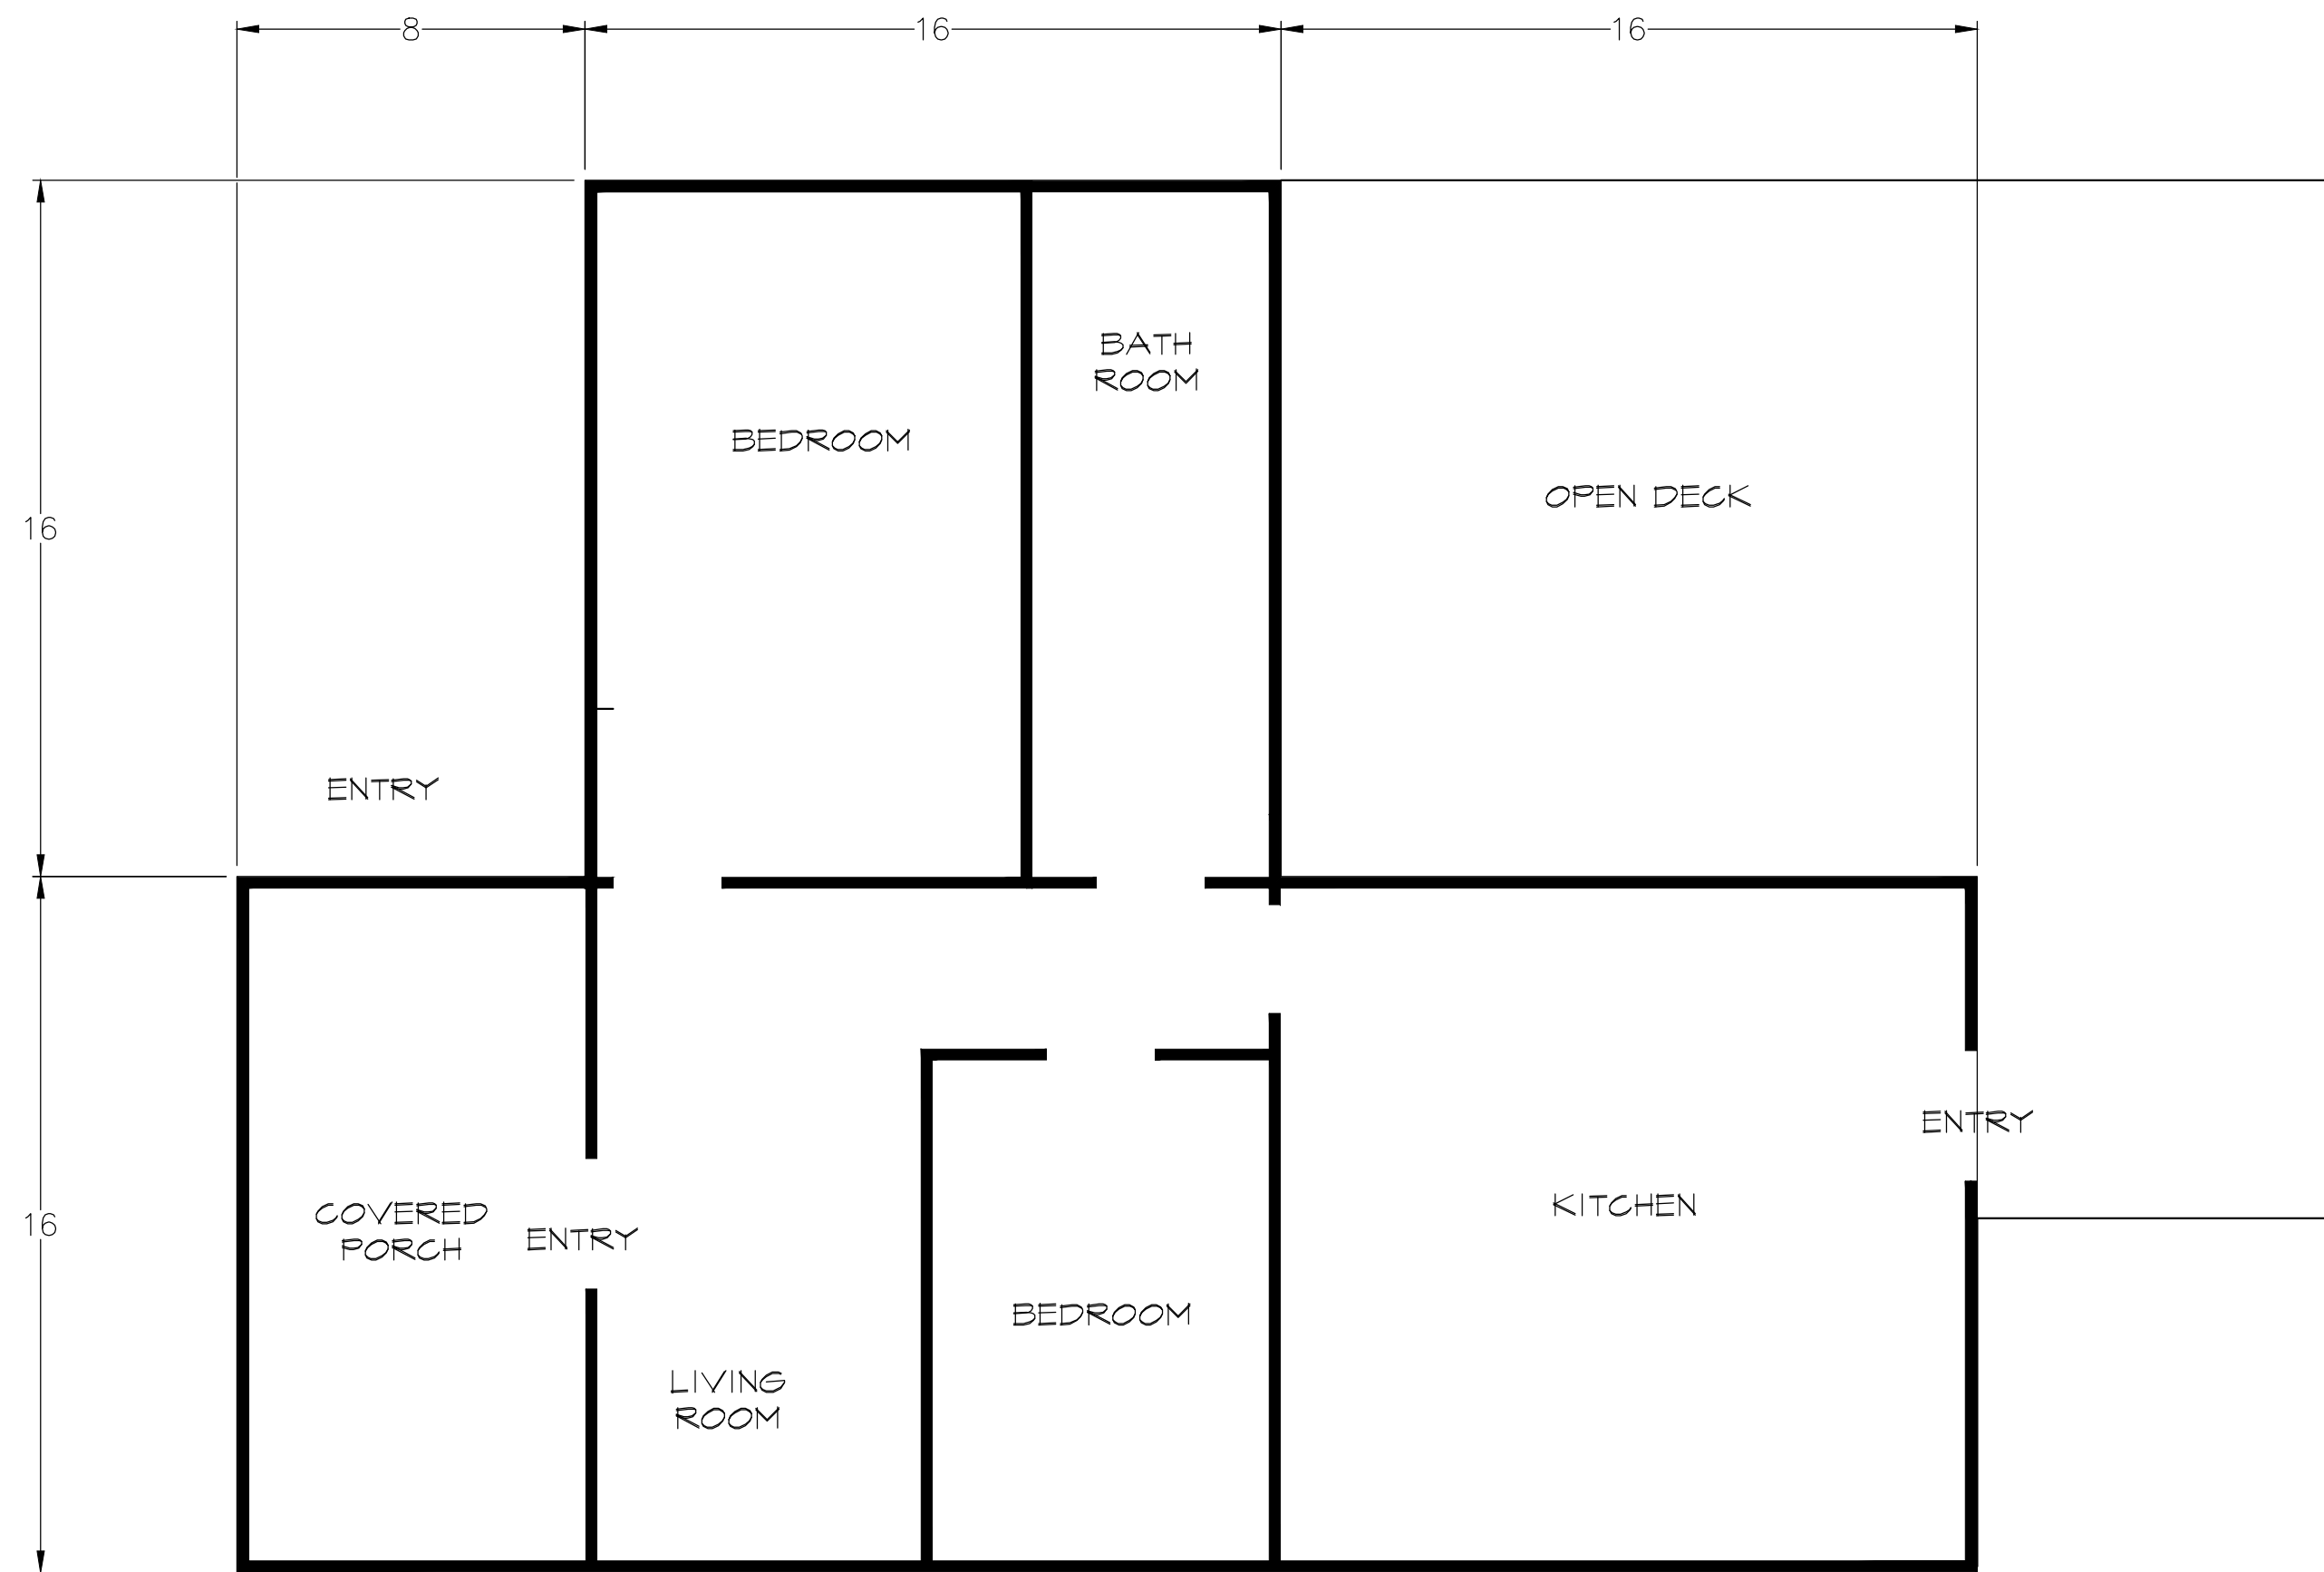 8
16
16
BATH
ROOM
BEDROOM
OPEN DECK
16
ENTRY
ENTRY
KITCHEN
COVERED
PORCH
16
ENTRY
BEDROOM
LIVING
ROOM